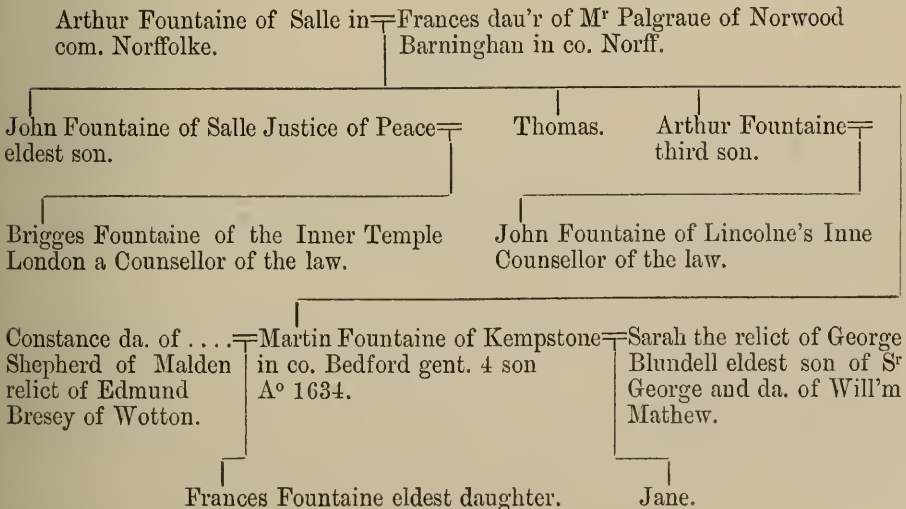 Arthur Fountaine of Salle in
com. Norffolke.
Frances dau'r of Mʳ Palgraue of Norwood
Barninghan in co. Norff.
John Fountaine of Salle Justice of Peace
eldest son.
Thomas.
Arthur Fountaine
third son.
Brigges Fountaine of the Inner Temple
London a Counsellor of the law.
John Fountaine of Lincolne's Inne
Counsellor of the law.
Constance da. of ....
Shepherd of Malden
relict of Edmund
Bresey of Wotton.
Martin Fountaine of Kempstone
in co. Bedford gent. 4 son
Aº 1634.
Sarah the relict of George
Blundell eldest son of Sʳ
George and da. of Will'm
Mathew.
Frances Fountaine eldest daughter.
Jane.